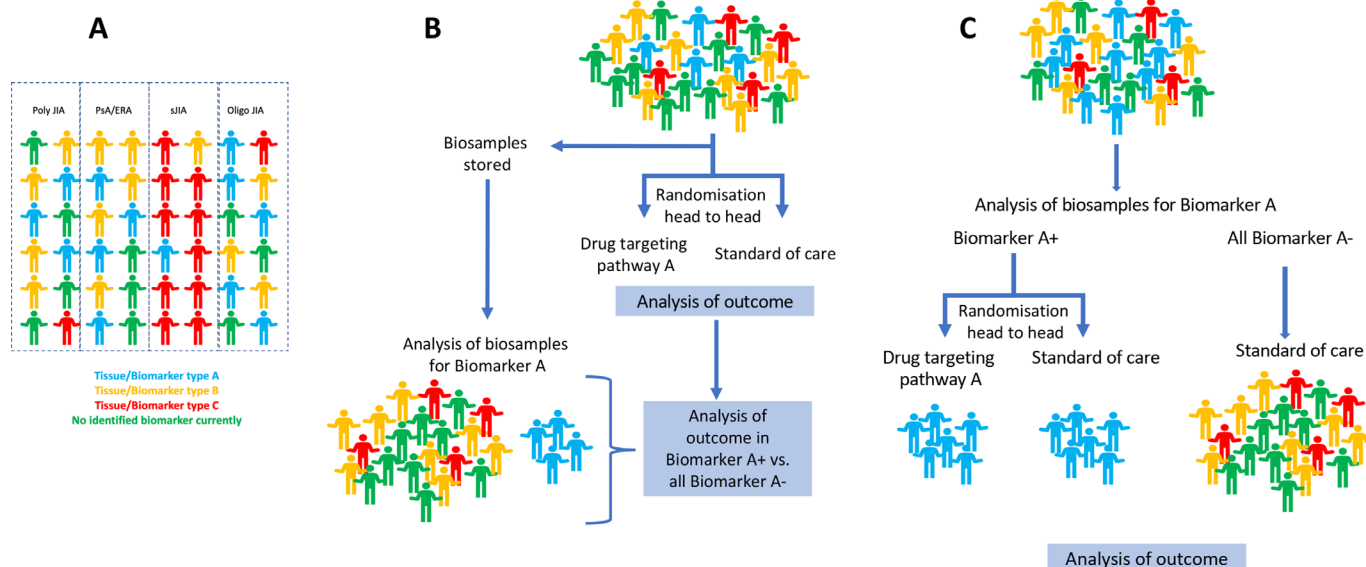 A
Poly JIA
PsA/ERA
sJIA
Oligo JIA
Tissue/Biomarker type A
Tissue/Biomarker type B
Tissue/Biomarker type C
No identified biomarker currently
B
Biosamples
stored
Randomisation
head to head
Drug targeting
pathway A
Standard of care
Analysis of outcome
Analysis of biosamples
for Biomarker A
Analysis of
outcome in
Biomarker A+ vs.
all Biomarker A-
C
Analysis of biosamples for Biomarker A
Biomarker A+
All Biomarker A-
Randomisation
head to head
Drug targeting
pathway A
Standard of care
Standard of care
Analysis of outcome